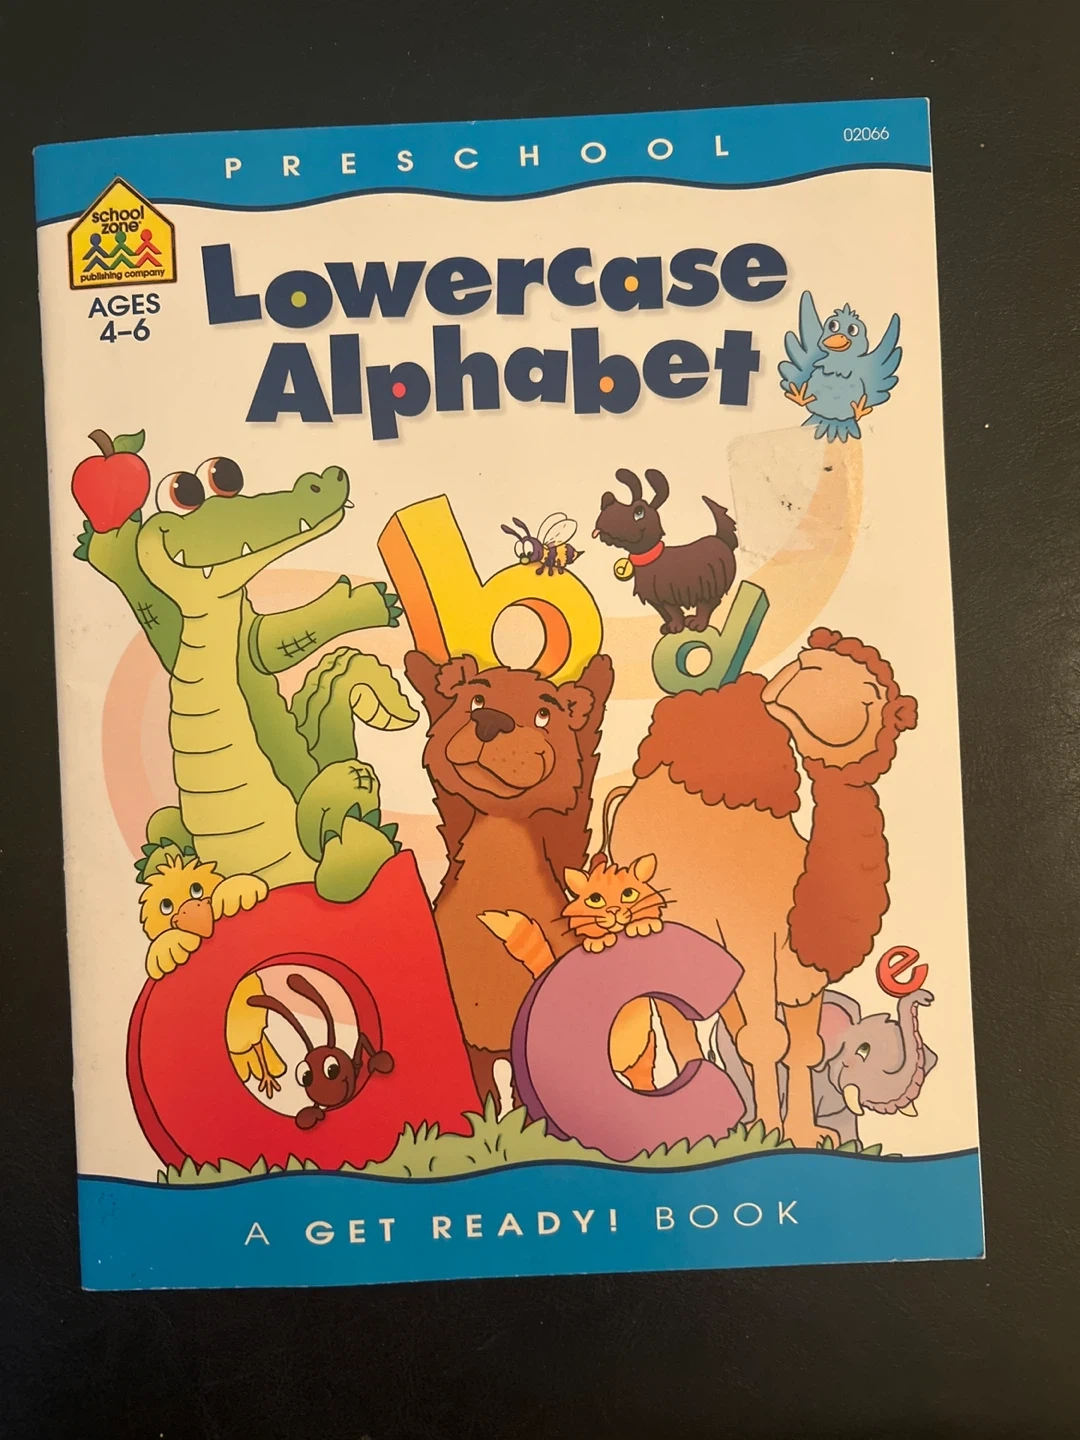 PRESCHOOL
02066
school
zone®
publishing company
AGES
4–6
Lowercase
Alphabet
b
d
a
c
e
A GET READY! BOOK